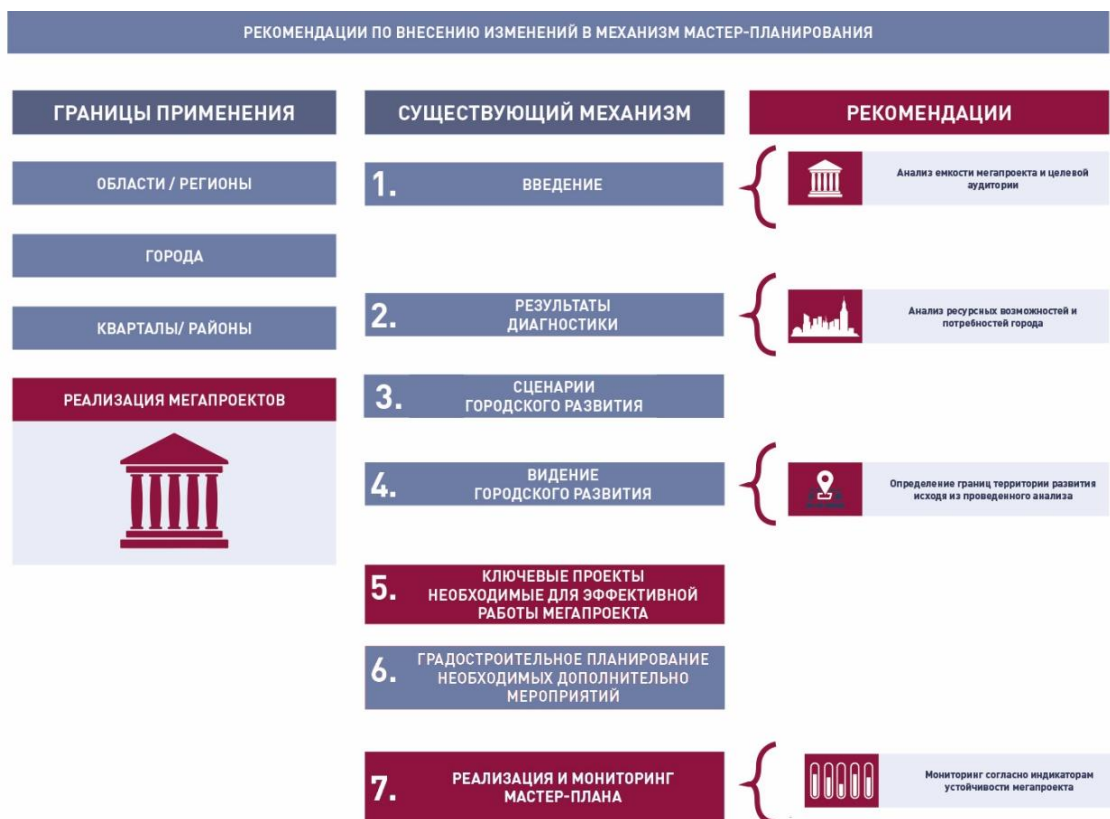 РЕКОМЕНДАЦИИ ПО ВНЕСЕНИЮ ИЗМЕНЕНИЙ В МЕХАНИЗМ МАСТЕР-ПЛАНИРОВАНИЯ
ГРАНИЦЫ ПРИМЕНЕНИЯ
ОБЛАСТИ / РЕГИОНЫ
ГОРОДА
КВАРТАЛЫ/ РАЙОНЫ
РЕАЛИЗАЦИЯ МЕГАПРОЕКТОВ
СУЩЕСТВУЮЩИЙ МЕХАНИЗМ
1. ВВЕДЕНИЕ
2. РЕЗУЛЬТАТЫ
ДИАГНОСТИКИ
3. СЦЕНАРИИ
ГОРОДСКОГО РАЗВИТИЯ
4. ВИДЕНИЕ
ГОРОДСКОГО РАЗВИТИЯ
5. КЛЮЧЕВЫЕ ПРОЕКТЫ
НЕОБХОДИМЫЕ ДЛЯ ЭФФЕКТИВНОЙ
РАБОТЫ МЕГАПРОЕКТА
6. ГРАДОСТРОИТЕЛЬНОЕ ПЛАНИРОВАНИЕ
НЕОБХОДИМЫХ ДОПОЛНИТЕЛЬНО
МЕРОПРИЯТИЙ
7. РЕАЛИЗАЦИЯ И МОНИТОРИНГ
МАСТЕР-ПЛАНА
РЕКОМЕНДАЦИИ
Анализ емкости мегапроекта и целевой
аудитории
Анализ ресурсных возможностей и
потребностей города
Определение границ территории развития
исходя из проведенного анализа
Мониторинг согласно индикаторам
устойчивости мегапроекта